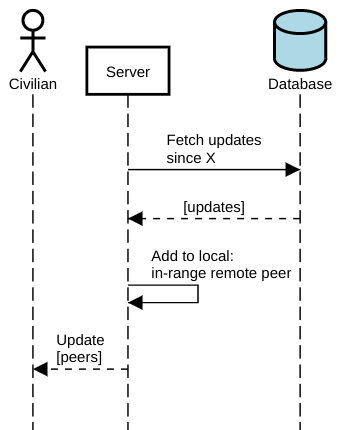 Civilian
Server
Database
Fetch updates
since X
[updates]
Add to local:
in-range remote peer
Update
[peers]